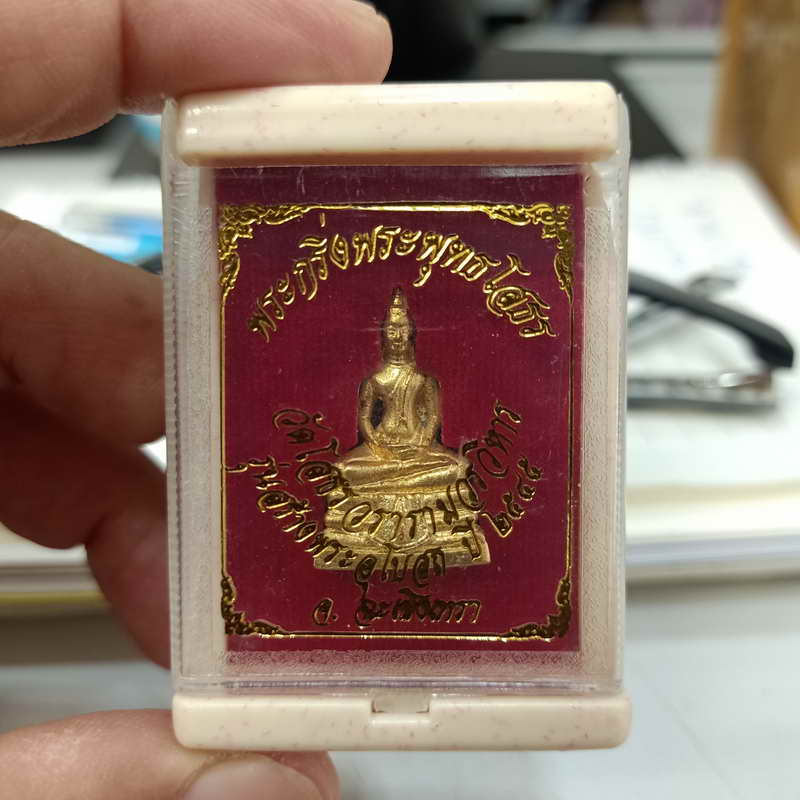 พระกริ่งพระพุทธโสธร
วัดโสธรวรารามวรวิหาร
รุ่นสร้างพระอุโบสถ ปี ๒๕๔๕
จ. ฉะเชิงเทรา